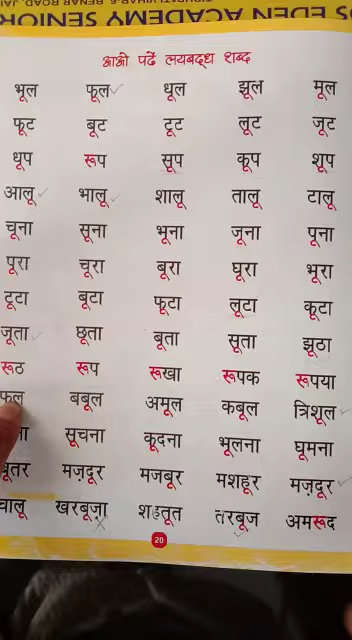 S EDEN ACADEMY SENIOR
आओ पढें लयबद्ध शब्द
भूल फूल धूल झूल मूल
फूट बूट टूट लूट जूट
धूप रूप सूप कूप शूप
आलू भालू शालू तालू टालू
चूना सूना भूना जूना पूना
पूरा चूरा बूरा घूरा भूरा
टूटा बूटा फूटा लूटा कूटा
जूता छूता बूता सूता झूठा
रूठ रूप रूखा रूपक रूपया
बबूल अमूल कबूल त्रिशूल
सूचना कूदना भूलना घूमना
मज़दूर मजबूर मशहूर मज़दूर
खरबूजा शहतूत तरबूज अमरूद
20